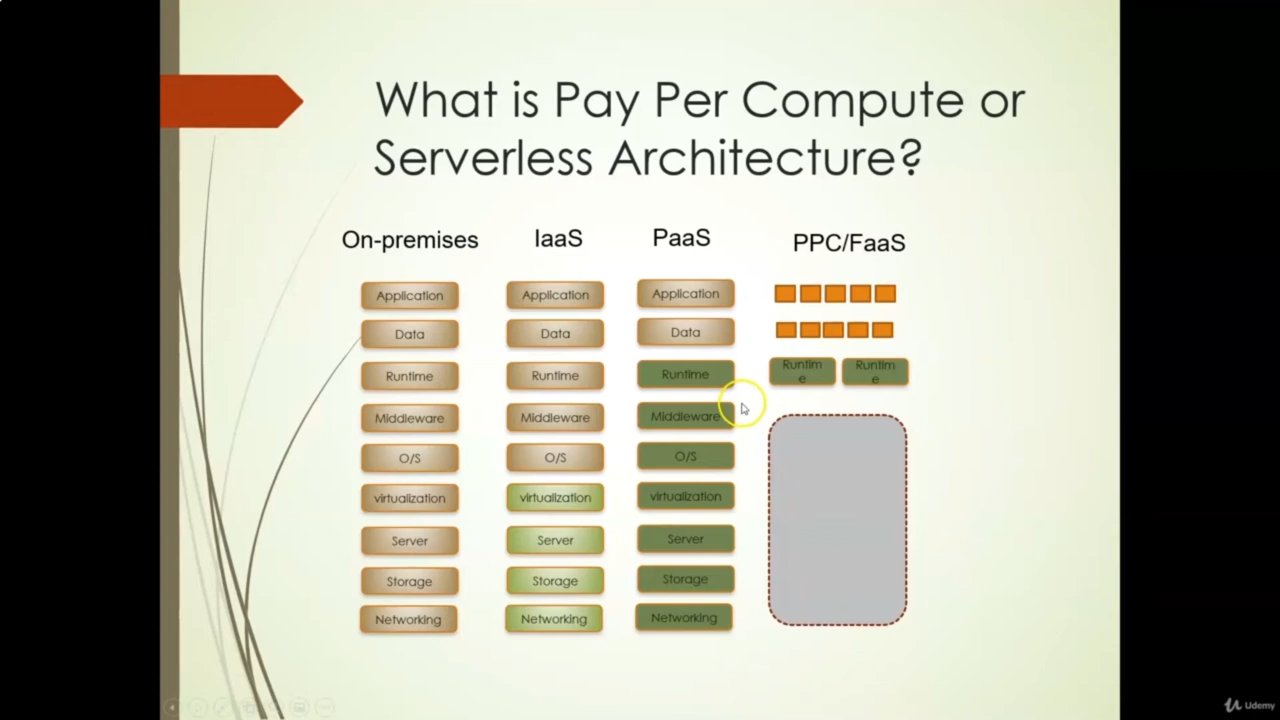 What is Pay Per Compute or
Serverless Architecture?
On-premises
IaaS
PaaS
PPC/FaaS
Application
Application
Application
Data
Data
Data
Runtime
Runtime
Runtime
Runtim
e
Runtim
e
Middleware
Middleware
Middleware
O/S
O/S
O/S
virtualization
virtualization
virtualization
Server
Server
Server
Storage
Storage
Storage
Networking
Networking
Networking
Udemy